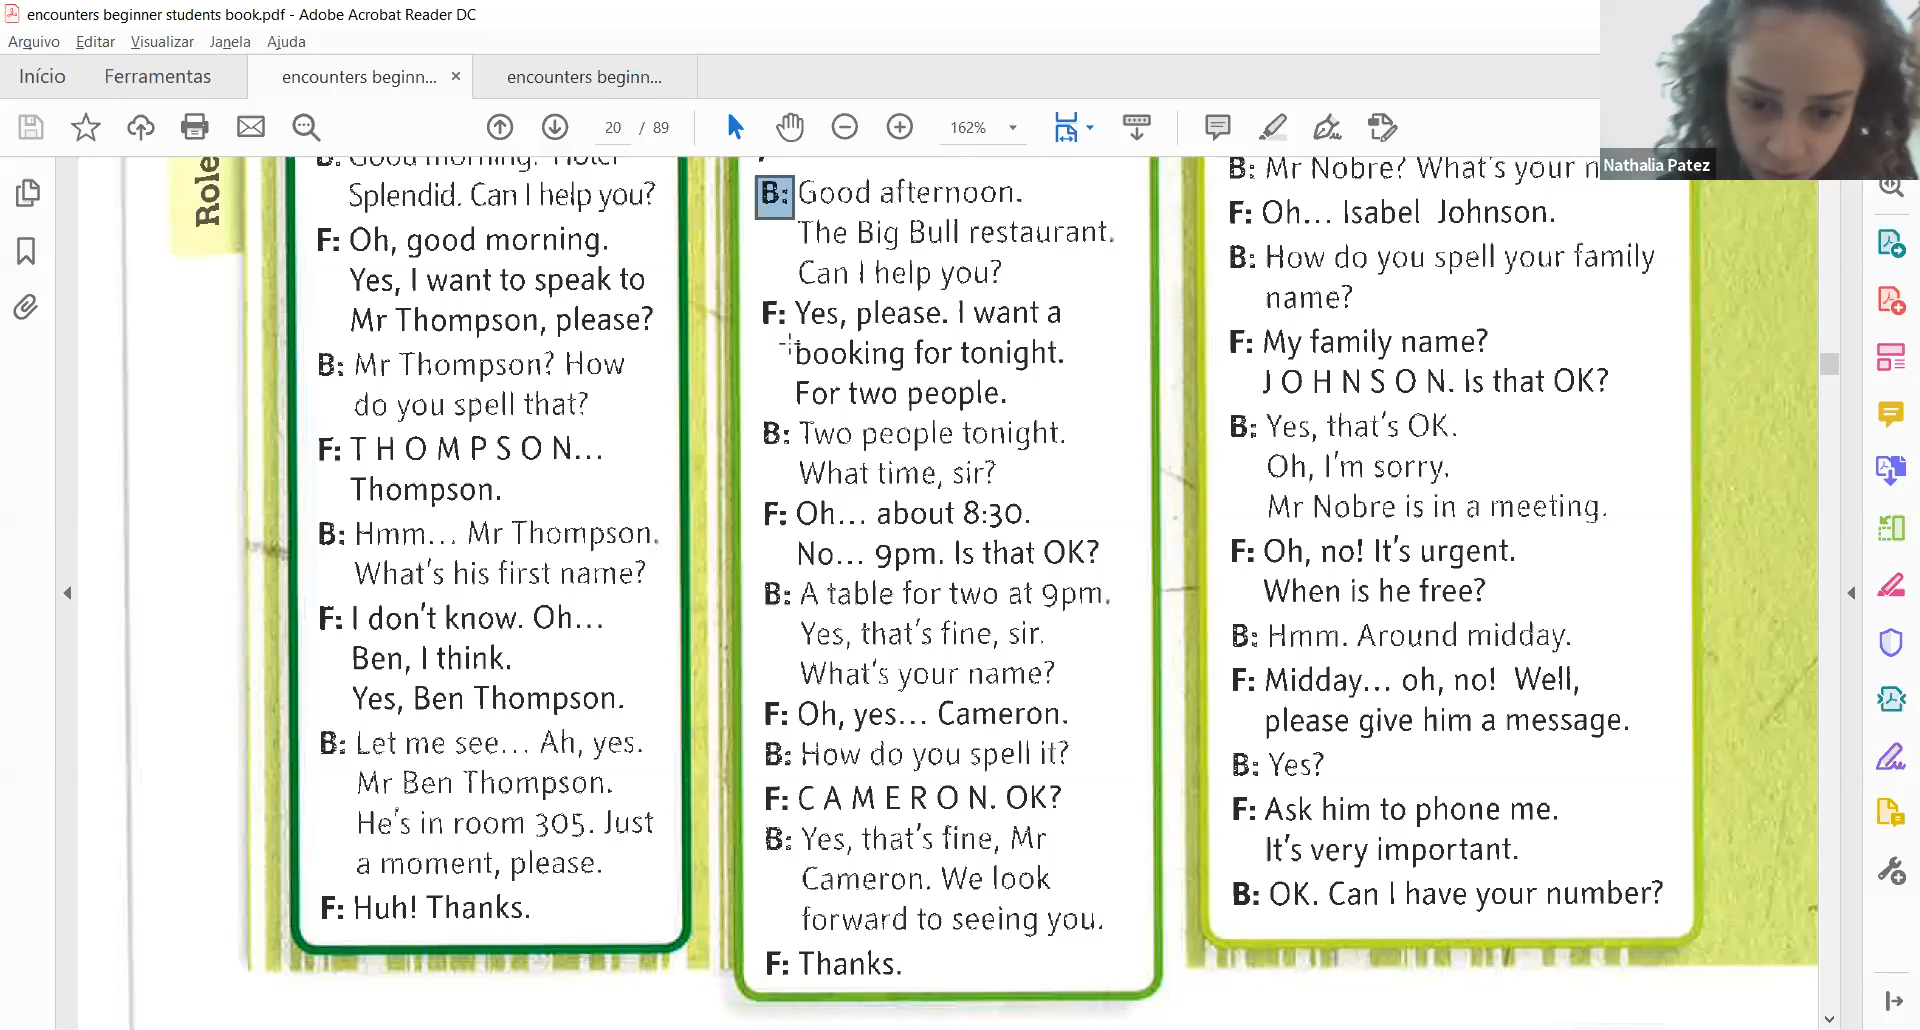 encounters beginner students book.pdf - Adobe Acrobat Reader DC
Arquivo Editar Visualizar Janela Ajuda
Início Ferramentas encounters beginn... × encounters beginn...
20 / 89 162%
Nathalia Patez
Role
B: Good morning. Hotel
Splendid. Can I help you?
F: Oh, good morning.
Yes, I want to speak to
Mr Thompson, please?
B: Mr Thompson? How
do you spell that?
F: T H O M P S O N...
Thompson.
B: Hmm... Mr Thompson.
What's his first name?
F: I don't know. Oh...
Ben, I think.
Yes, Ben Thompson.
B: Let me see... Ah, yes.
Mr Ben Thompson.
He's in room 305. Just
a moment, please.
F: Huh! Thanks.
B: Good afternoon.
The Big Bull restaurant.
Can I help you?
F: Yes, please. I want a
booking for tonight.
For two people.
B: Two people tonight.
What time, sir?
F: Oh... about 8:30.
No... 9pm. Is that OK?
B: A table for two at 9pm.
Yes, that's fine, sir.
What's your name?
F: Oh, yes... Cameron.
B: How do you spell it?
F: C A M E R O N. OK?
B: Yes, that's fine, Mr
Cameron. We look
forward to seeing you.
F: Thanks.
B: Mr Nobre? What's your n
F: Oh... Isabel Johnson.
B: How do you spell your family
name?
F: My family name?
J O H N S O N. Is that OK?
B: Yes, that's OK.
Oh, I'm sorry.
Mr Nobre is in a meeting.
F: Oh, no! It's urgent.
When is he free?
B: Hmm. Around midday.
F: Midday... oh, no! Well,
please give him a message.
B: Yes?
F: Ask him to phone me.
It's very important.
B: OK. Can I have your number?